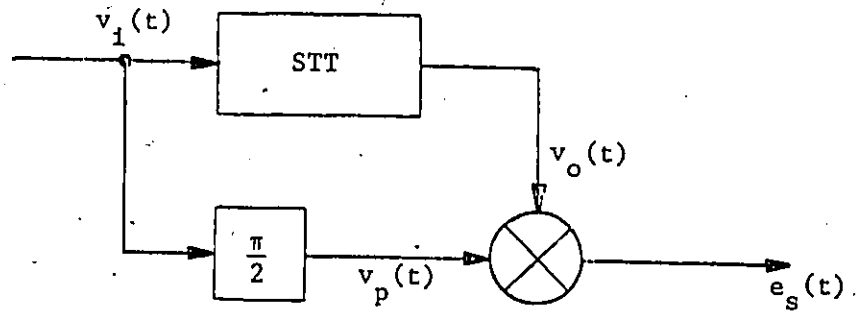 v_i(t)
STT
v_o(t)
π/2
v_p(t)
e_s(t)